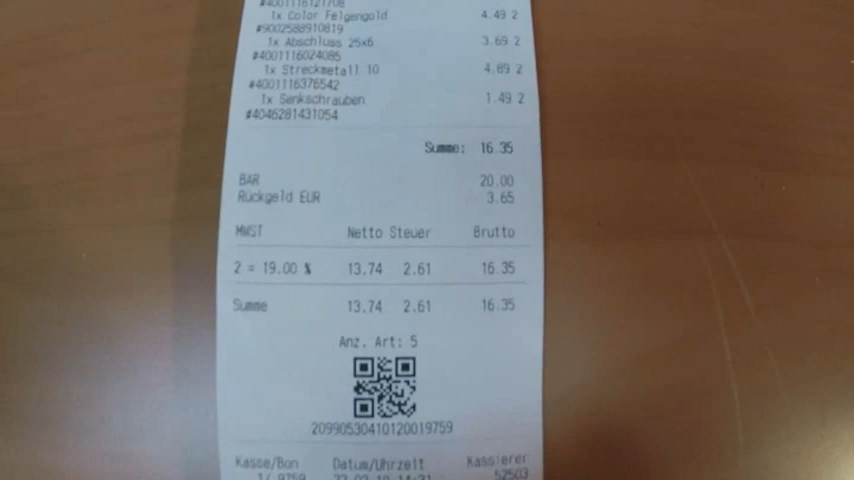 #4001116121708
1x Color Felgengold 4.49 2
#9002588910819
1x Abschluss 25x6 3.69 2
#4001116024085
1x Streckmetall 10 4.89 2
#4001116376542
1x Senkschrauben 1.49 2
#4046281431054
Summe: 16.35
BAR 20.00
Rückgeld EUR 3.65
MWST Netto Steuer Brutto
2 = 19.00 % 13.74 2.61 16.35
Summe 13.74 2.61 16.35
Anz. Art: 5
20990530410120019759
Kasse/Bon Datum/Uhrzeit Kassierer
52503